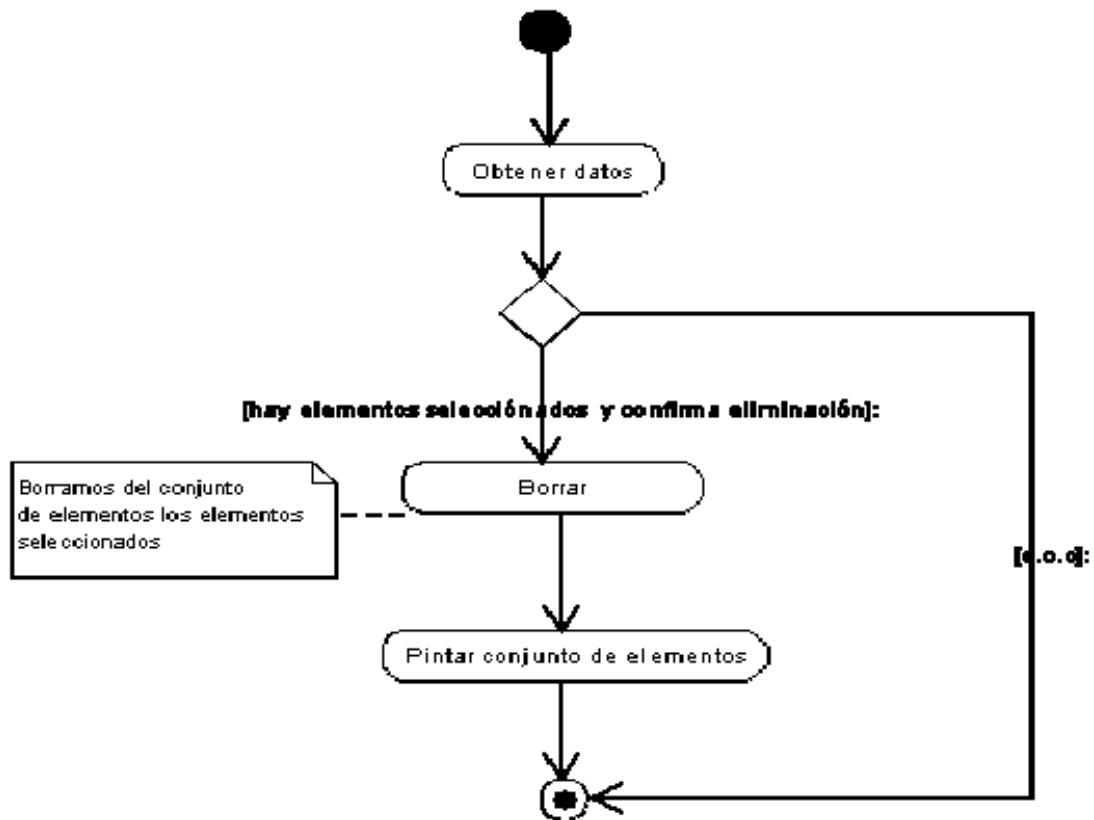 Obtener datos
[hay elementos selecciónados y confirma eliminación]:
Borrar
Borramos del conjunto
de elementos los elementos
seleccionados
Pintar conjunto de elementos